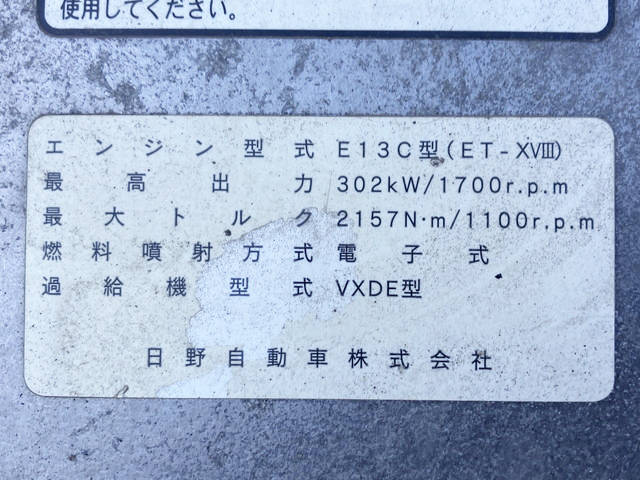 使用してください。
エンジン型式 E13C型(ET-XVIII)
最高出力 302kW/1700r.p.m
最大トルク 2157N·m/1100r.p.m
燃料噴射方式 電子式
過給機型式 VXDE型
日野自動車株式会社